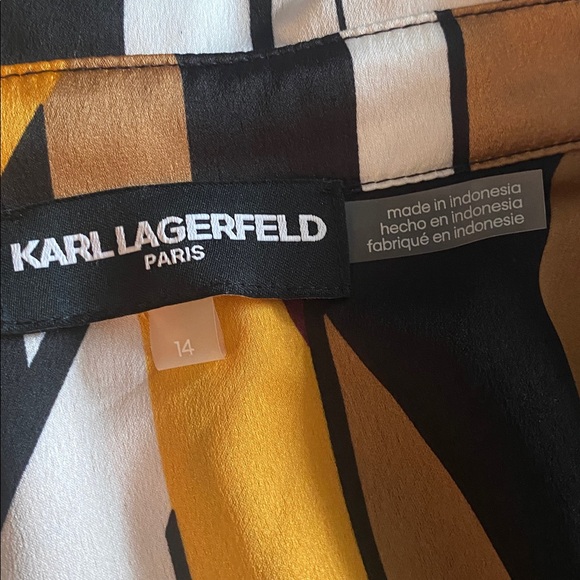 KARL LAGERFELD
PARIS
made in indonesia
hecho en indonesia
fabriqué en indonesie
14